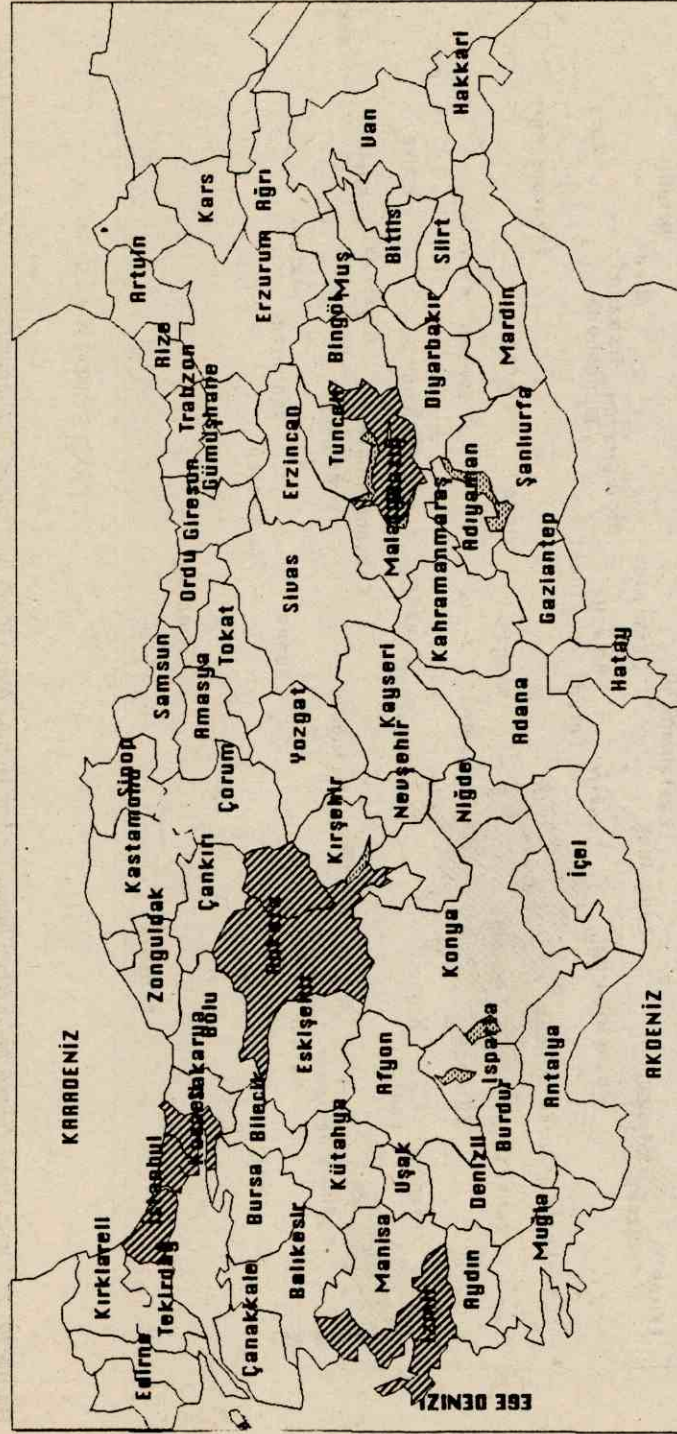 KARADENİZ
Kırklareli
Edirne
Tekirdağ
İstanbul
Kocaeli
Sakarya
Bolu
Zonguldak
Kastamonu
Sinop
Samsun
Çankırı
Çorum
Amasya
Tokat
Ordu
Giresun
Trabzon
Gümüşhane
Rize
Artvin
Kars
Çanakkale
Bursa
Bilecik
Balıkesir
Kütahya
Eskişehir
Ankara
Kırşehir
Yozgat
Sivas
Erzincan
Erzurum
Ağrı
Tunceli
Bingöl
Muş
Van
Bitlis
Siirt
Hakkari
Manisa
Uşak
Afyon
İzmir
Aydın
Denizli
Muğla
Burdur
Isparta
Antalya
Konya
Nevşehir
Niğde
Kayseri
İçel
Adana
Kahramanmaraş
Adıyaman
Diyarbakır
Mardin
Şanlıurfa
Gaziantep
Hatay
EGE DENİZİ
AKDENİZ